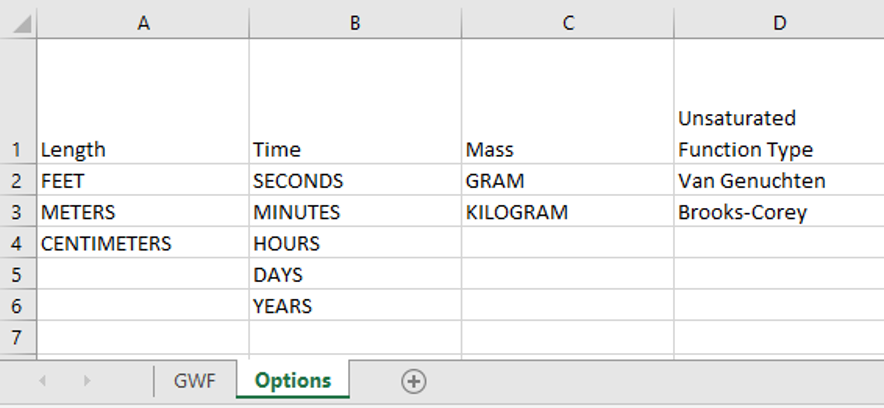 A B C D
Unsaturated
1 Length Time Mass Function Type
2 FEET SECONDS GRAM Van Genuchten
3 METERS MINUTES KILOGRAM Brooks-Corey
4 CENTIMETERS HOURS
5 DAYS
6 YEARS
7
GWF Options